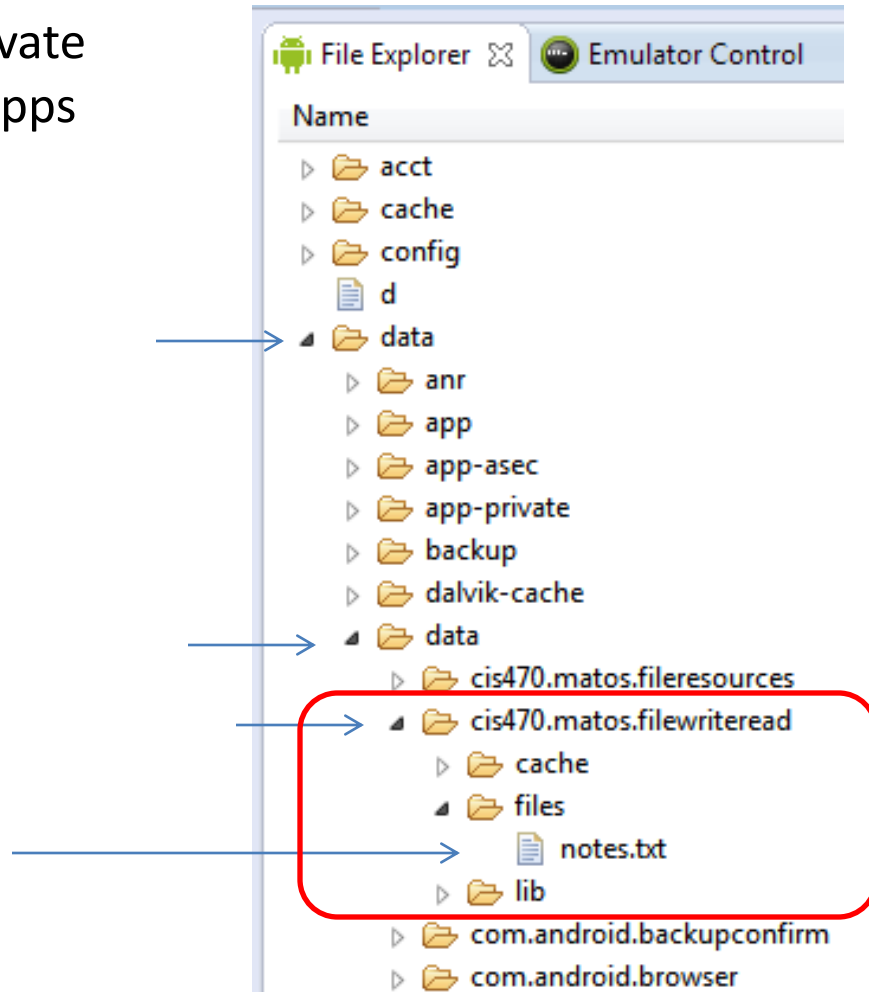 vate
pps
File Explorer Emulator Control
Name
acct
cache
config
d
data
anr
app
app-asec
app-private
backup
dalvik-cache
data
cis470.matos.fileresources
cis470.matos.filewriteread
cache
files
notes.txt
lib
com.android.backupconfirm
com.android.browser